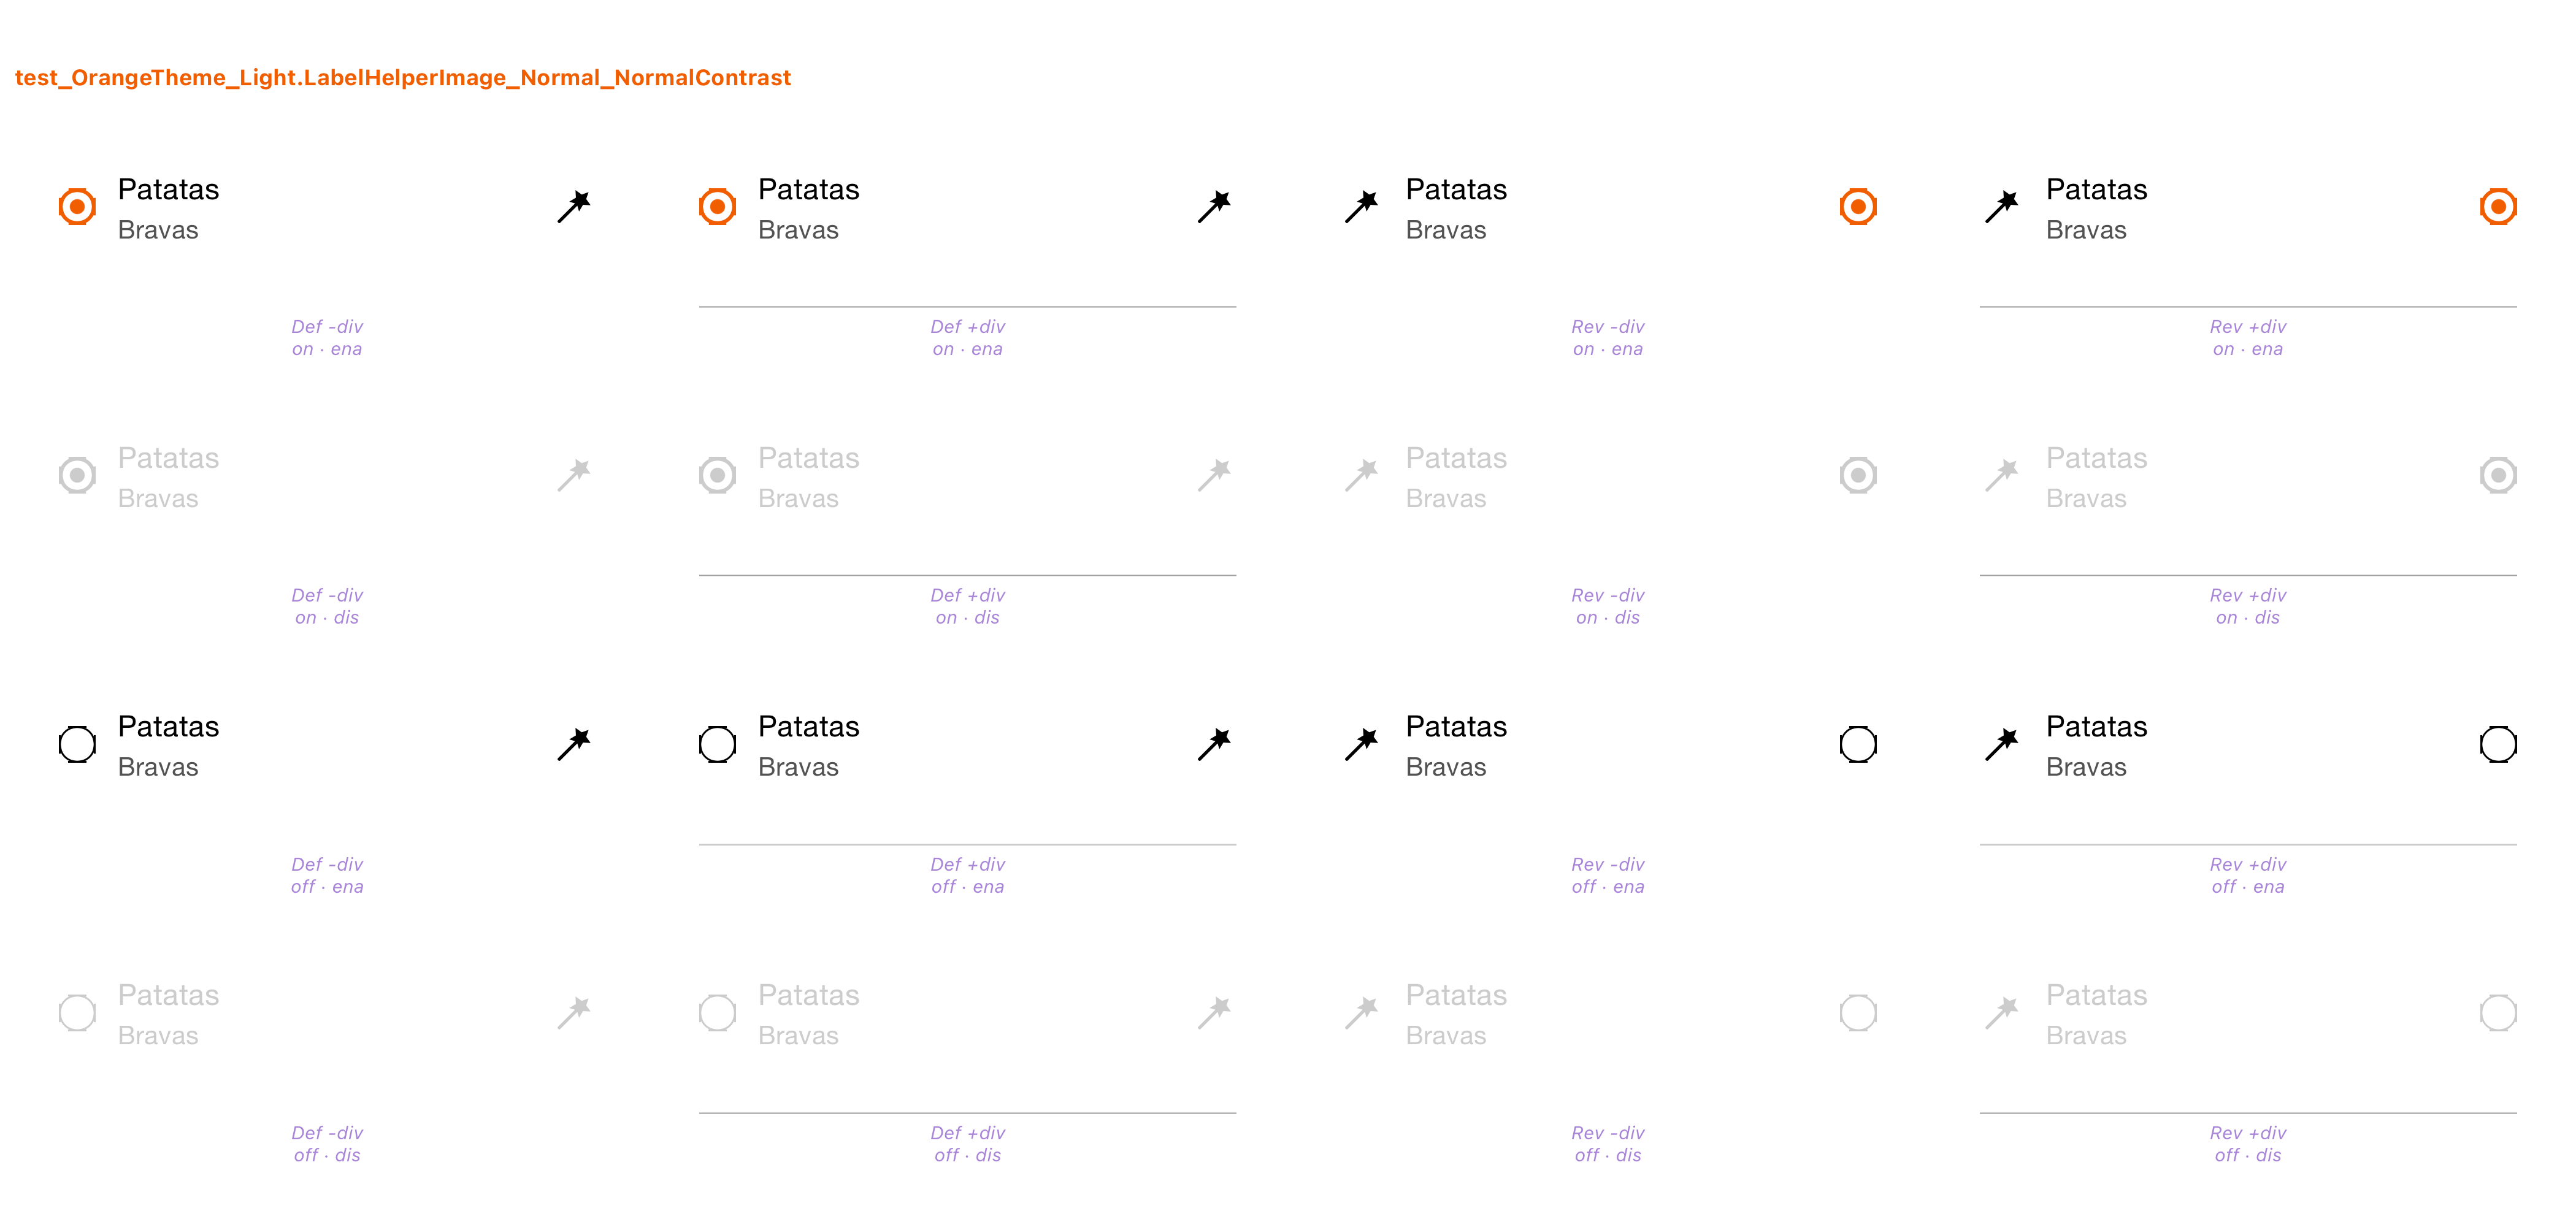 test_OrangeTheme_Light.LabelHelperImage_Normal_NormalContrast
Patatas
Bravas
Def -div
on · ena
Patatas
Bravas
Def +div
on · ena
Patatas
Bravas
Rev -div
on · ena
Patatas
Bravas
Rev +div
on · ena
Patatas
Bravas
Def -div
on · dis
Patatas
Bravas
Def +div
on · dis
Patatas
Bravas
Rev -div
on · dis
Patatas
Bravas
Rev +div
on · dis
Patatas
Bravas
Def -div
off · ena
Patatas
Bravas
Def +div
off · ena
Patatas
Bravas
Rev -div
off · ena
Patatas
Bravas
Rev +div
off · ena
Patatas
Bravas
Def -div
off · dis
Patatas
Bravas
Def +div
off · dis
Patatas
Bravas
Rev -div
off · dis
Patatas
Bravas
Rev +div
off · dis